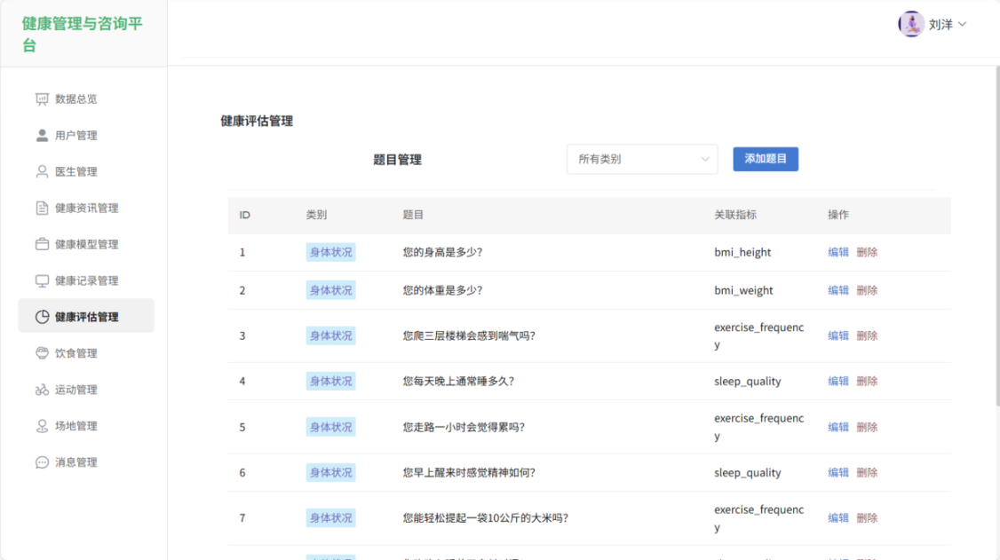 健康管理与咨询平
台
刘洋
数据总览
用户管理
医生管理
健康资讯管理
健康模型管理
健康记录管理
健康评估管理
饮食管理
运动管理
场地管理
消息管理
健康评估管理
题目管理 所有类别 添加题目
ID 类别 题目 关联指标 操作
1 身体状况 您的身高是多少? bmi_height 编辑 删除
2 身体状况 您的体重是多少? bmi_weight 编辑 删除
3 身体状况 您爬三层楼梯会感到喘气吗? exercise_frequenc
y 编辑 删除
4 身体状况 您每天晚上通常睡多久? sleep_quality 编辑 删除
5 身体状况 您走路一小时会觉得累吗? exercise_frequenc
y 编辑 删除
6 身体状况 您早上醒来时感觉精神如何? sleep_quality 编辑 删除
7 身体状况 您能轻松提起一袋10公斤的大米吗? exercise_frequenc
y 编辑 删除